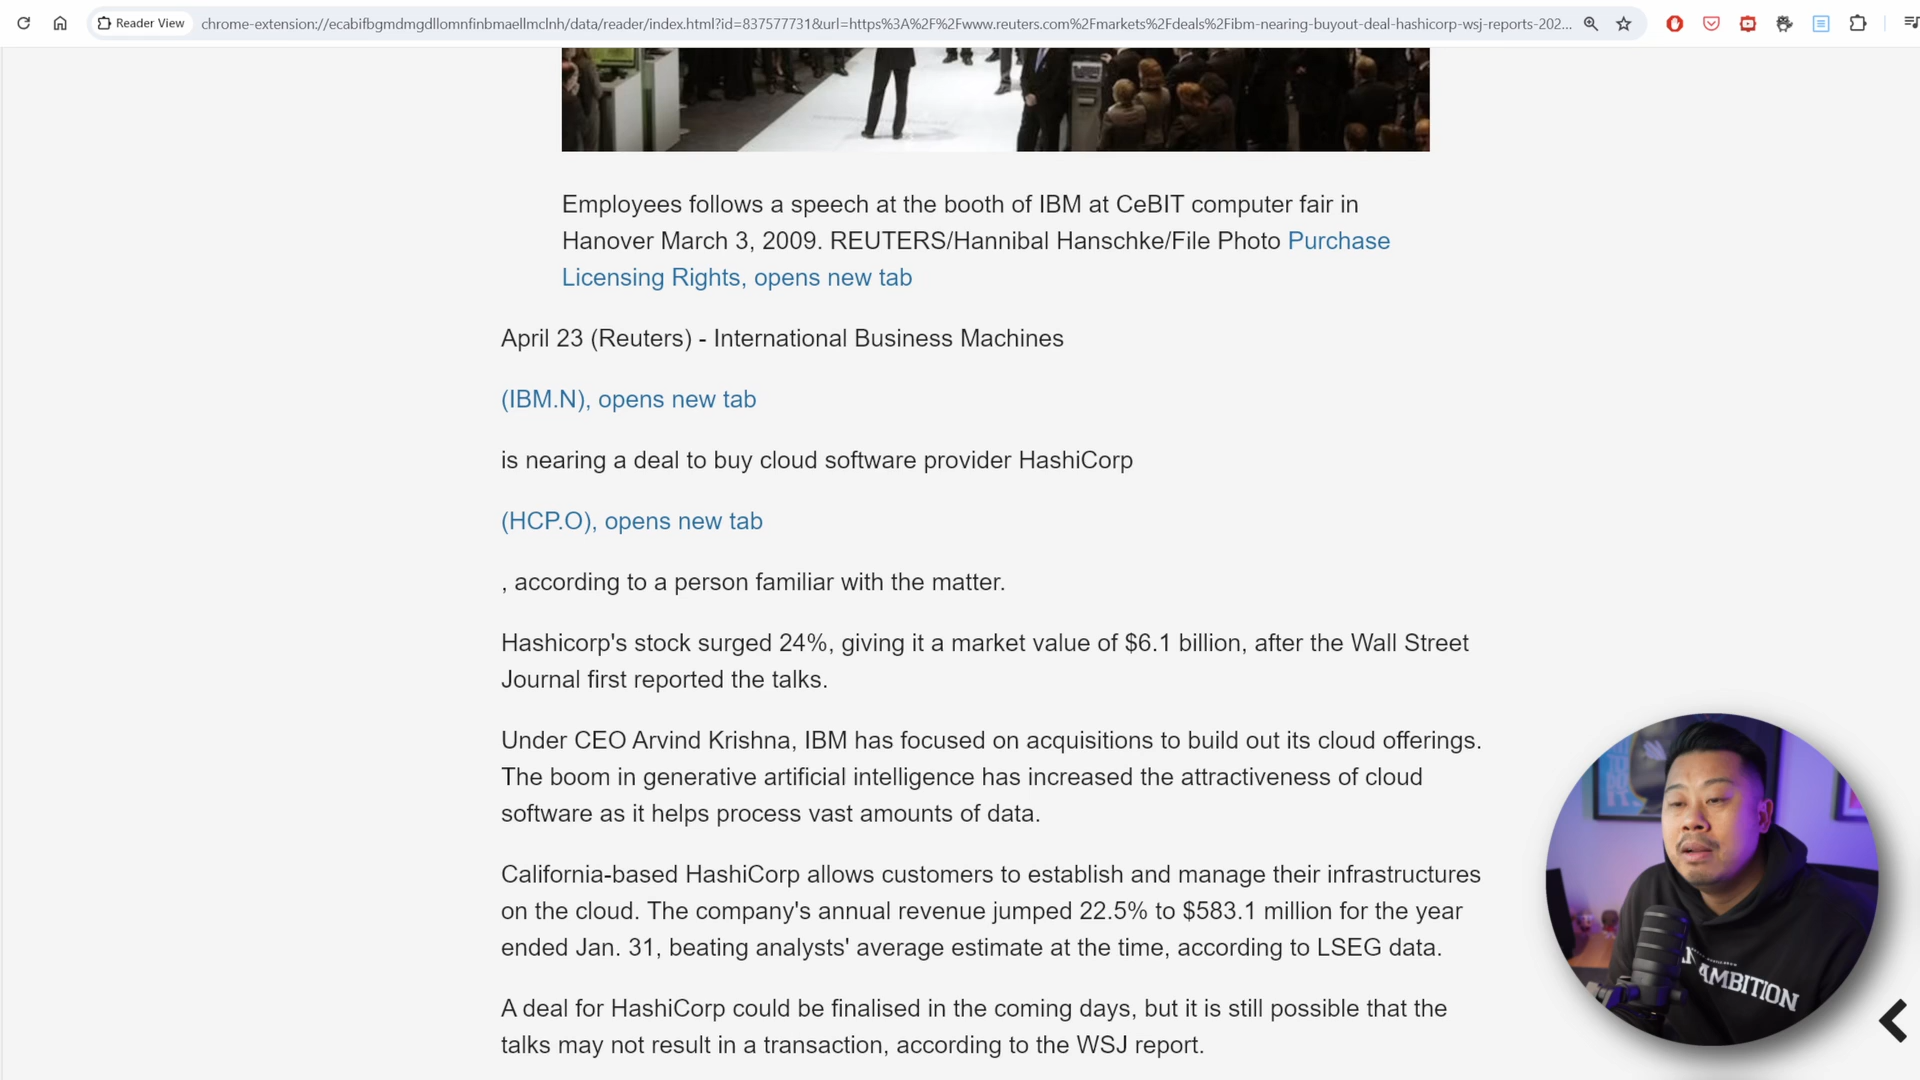 Reader View
chrome-extension://ecabifbgmdmgdllomnfinbmaellmclnh/data/reader/index.html?id=837577731&url=https%3A%2F%2Fwww.reuters.com%2Fmarkets%2Fdeals%2Fibm-nearing-buyout-deal-hashicorp-wsj-reports-202...
Employees follows a speech at the booth of IBM at CeBIT computer fair in
Hanover March 3, 2009. REUTERS/Hannibal Hanschke/File Photo Purchase
Licensing Rights, opens new tab
April 23 (Reuters) - International Business Machines
(IBM.N), opens new tab
is nearing a deal to buy cloud software provider HashiCorp
(HCP.O), opens new tab
, according to a person familiar with the matter.
Hashicorp's stock surged 24%, giving it a market value of $6.1 billion, after the Wall Street
Journal first reported the talks.
Under CEO Arvind Krishna, IBM has focused on acquisitions to build out its cloud offerings.
The boom in generative artificial intelligence has increased the attractiveness of cloud
software as it helps process vast amounts of data.
California-based HashiCorp allows customers to establish and manage their infrastructures
on the cloud. The company's annual revenue jumped 22.5% to $583.1 million for the year
ended Jan. 31, beating analysts' average estimate at the time, according to LSEG data.
A deal for HashiCorp could be finalised in the coming days, but it is still possible that the
talks may not result in a transaction, according to the WSJ report.
AMBITION